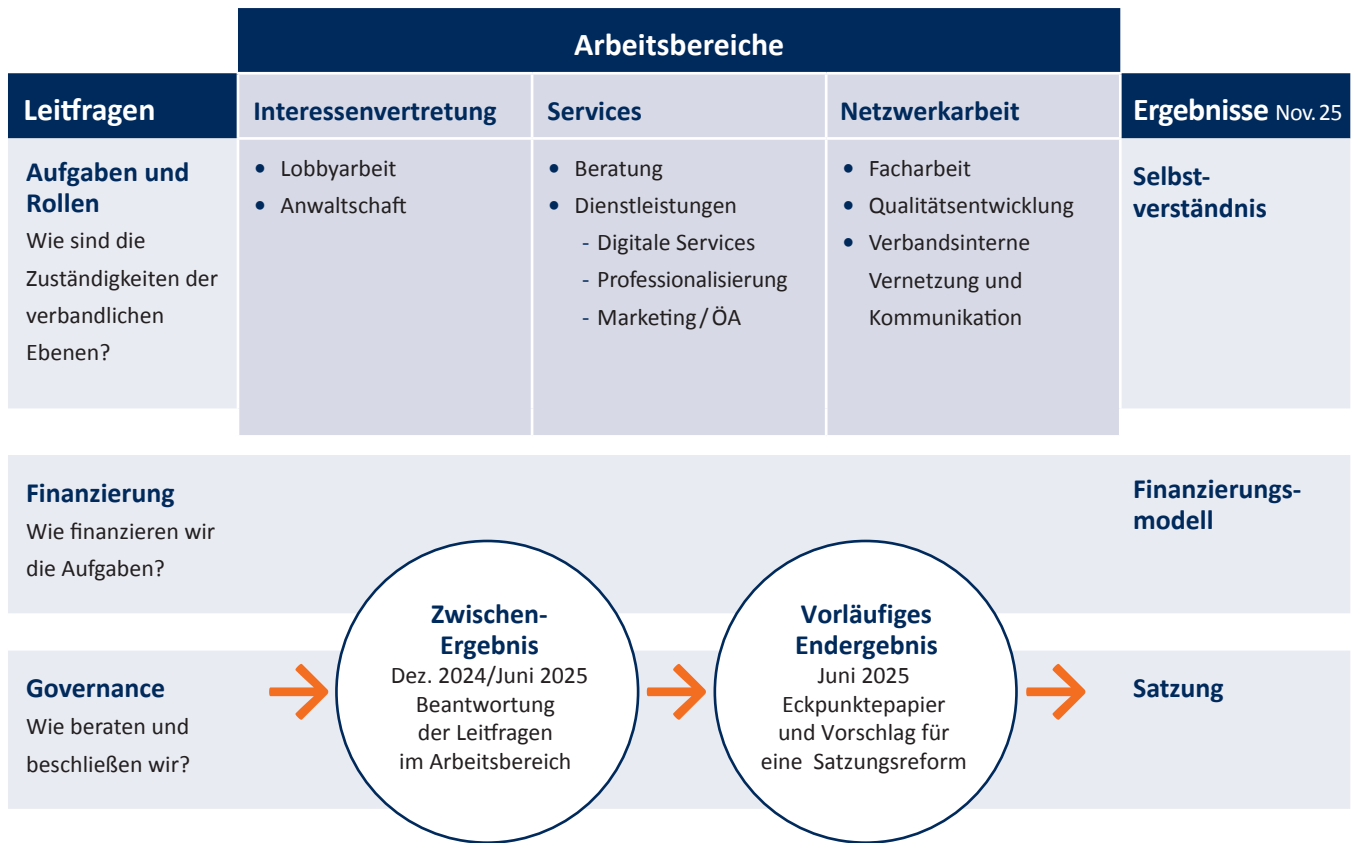 Arbeitsbereiche
Leitfragen
Interessenvertretung
Services
Netzwerkarbeit
Ergebnisse Nov. 25
Aufgaben und
Rollen
Wie sind die
Zuständigkeiten der
verbandlichen
Ebenen?
• Lobbyarbeit
• Anwaltschaft
• Beratung
• Dienstleistungen
- Digitale Services
- Professionalisierung
- Marketing / ÖA
• Facharbeit
• Qualitätsentwicklung
• Verbandsinterne
Vernetzung und
Kommunikation
Selbst-
verständnis
Finanzierung
Wie finanzieren wir
die Aufgaben?
Finanzierungs-
modell
Governance
Wie beraten und
beschließen wir?
Zwischen-
Ergebnis
Dez. 2024/Juni 2025
Beantwortung
der Leitfragen
im Arbeitsbereich
Vorläufiges
Endergebnis
Juni 2025
Eckpunktepapier
und Vorschlag für
eine Satzungsreform
Satzung